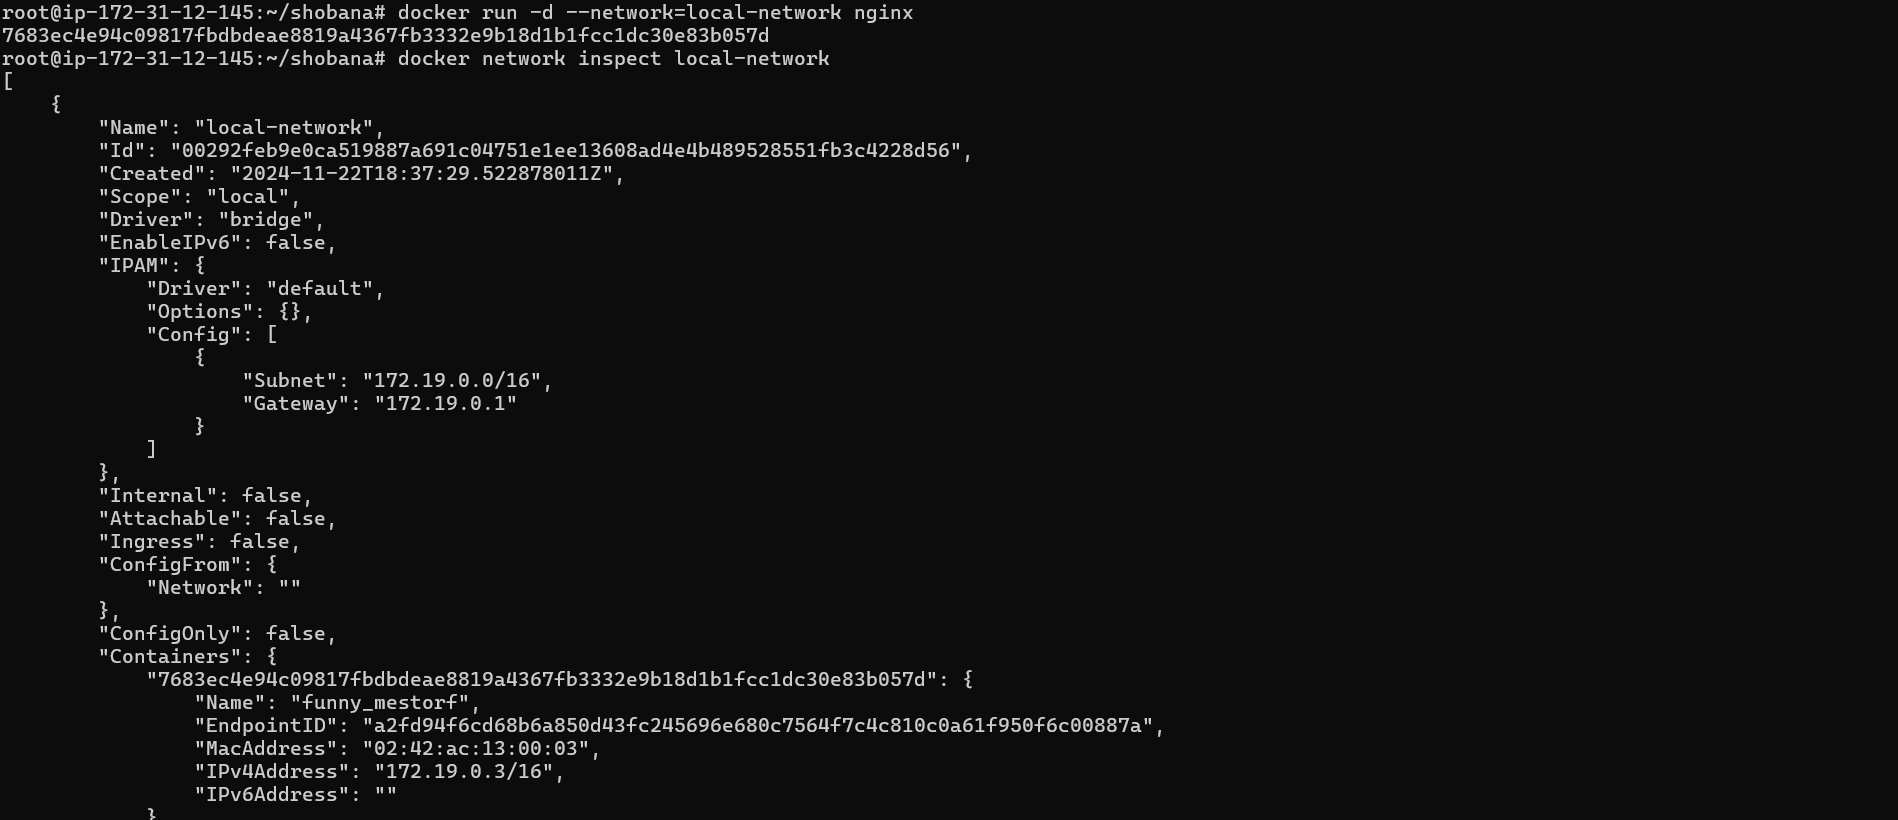 root@ip-172-31-12-145:~/shobana# docker run -d --network=local-network nginx
7683ec4e94c09817fbdbdeae8819a4367fb3332e9b18d1b1fcc1dc30e83b057d
root@ip-172-31-12-145:~/shobana# docker network inspect local-network
[
    {
        "Name": "local-network",
        "Id": "00292feb9e0ca519887a691c04751e1ee13608ad4e4b489528551fb3c4228d56",
        "Created": "2024-11-22T18:37:29.522878011Z",
        "Scope": "local",
        "Driver": "bridge",
        "EnableIPv6": false,
        "IPAM": {
            "Driver": "default",
            "Options": {},
            "Config": [
                {
                    "Subnet": "172.19.0.0/16",
                    "Gateway": "172.19.0.1"
                }
            ]
        },
        "Internal": false,
        "Attachable": false,
        "Ingress": false,
        "ConfigFrom": {
            "Network": ""
        },
        "ConfigOnly": false,
        "Containers": {
            "7683ec4e94c09817fbdbdeae8819a4367fb3332e9b18d1b1fcc1dc30e83b057d": {
                "Name": "funny_mestorf",
                "EndpointID": "a2fd94f6cd68b6a850d43fc245696e680c7564f7c4c810c0a61f950f6c00887a",
                "MacAddress": "02:42:ac:13:00:03",
                "IPv4Address": "172.19.0.3/16",
                "IPv6Address": ""
            }